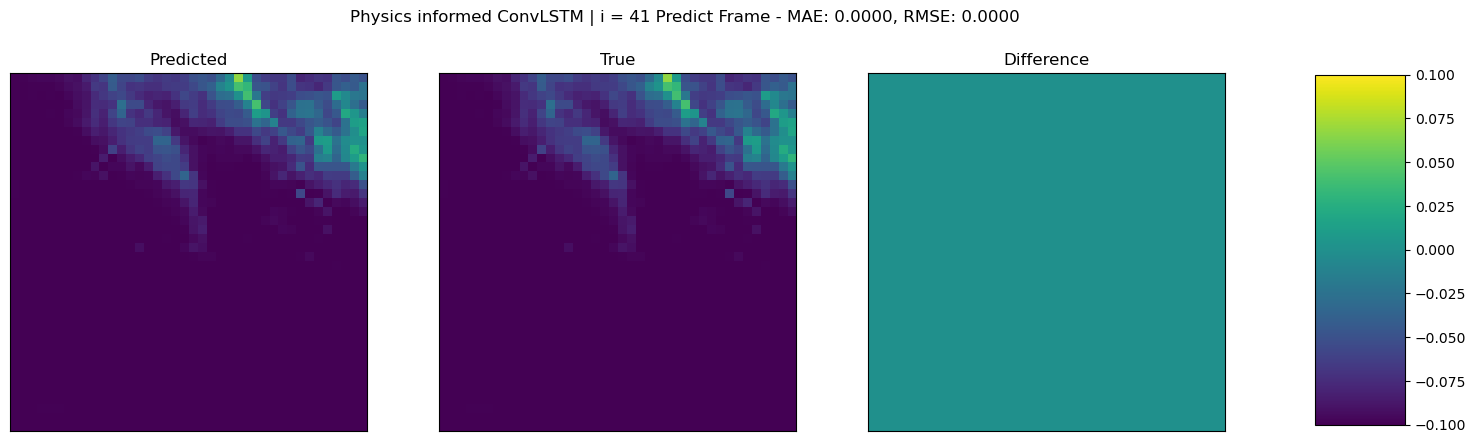 Physics informed ConvLSTM | i = 41 Predict Frame - MAE: 0.0000, RMSE: 0.0000
Predicted
True
Difference
0.100
0.075
0.050
0.025
0.000
−0.025
−0.050
−0.075
−0.100